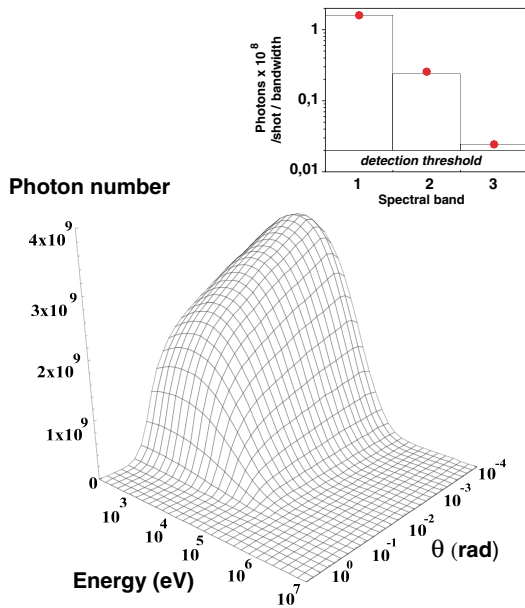 Photons x 10^8
/shot / bandwidth
1
0,1
0,01
detection threshold
1 2 3
Spectral band
Photon number
4x10^9
3x10^9
2x10^9
1x10^9
0
10^3
10^4
10^5
10^6
10^7
Energy (eV)
10^0
10^-1
10^-2
10^-3
10^-4
θ (rad)